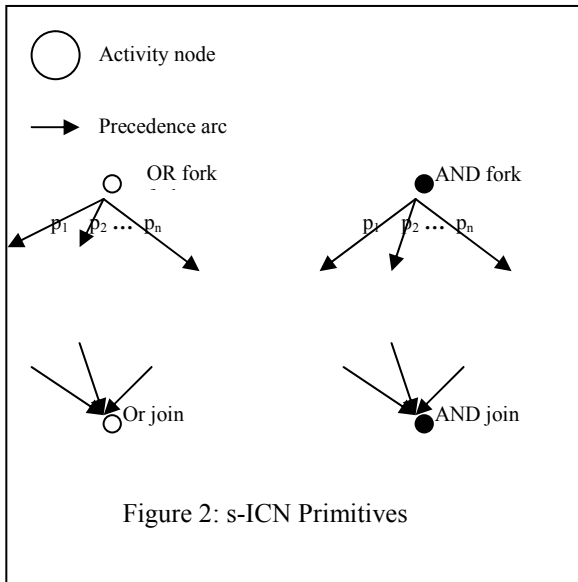 Activity node
Precedence arc
OR fork
AND fork
p1 p2 ... pn
p1 p2 ... pn
Or join
AND join
Figure 2: s-ICN Primitives